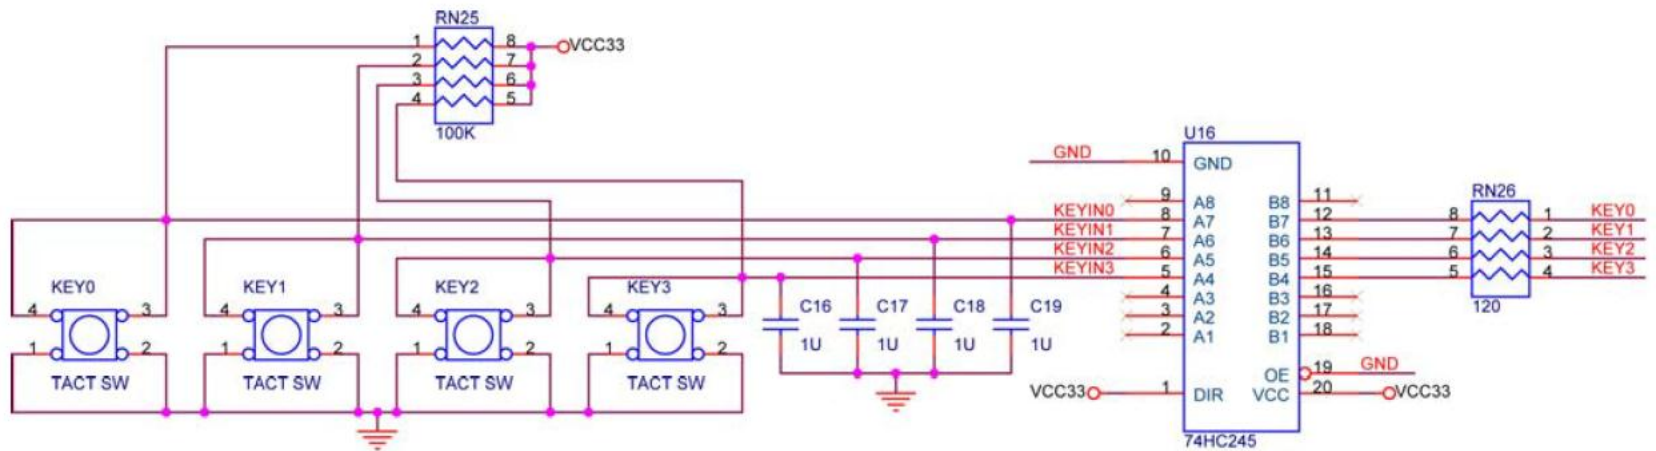 RN25
1 8 VCC33
2 7
3 6
4 5
100K
U16
GND 10 GND
9 A8 B8 11
RN26
KEYIN0 8 A7 B7 12 8 1 KEY0
KEYIN1 7 A6 B6 13 7 2 KEY1
KEYIN2 6 A5 B5 14 6 3 KEY2
KEYIN3 5 A4 B4 15 5 4 KEY3
KEY0 KEY1 KEY2 KEY3
4 A3 B3 16
120
4 3 4 3 4 3 4 3
C16 C17 C18 C19
3 A2 B2 17
2 A1 B1 18
1 2 1 2 1 2 1 2
1U 1U 1U 1U
TACT SW TACT SW TACT SW TACT SW
OE 19 GND
VCC33 1 DIR VCC 20 VCC33
74HC245